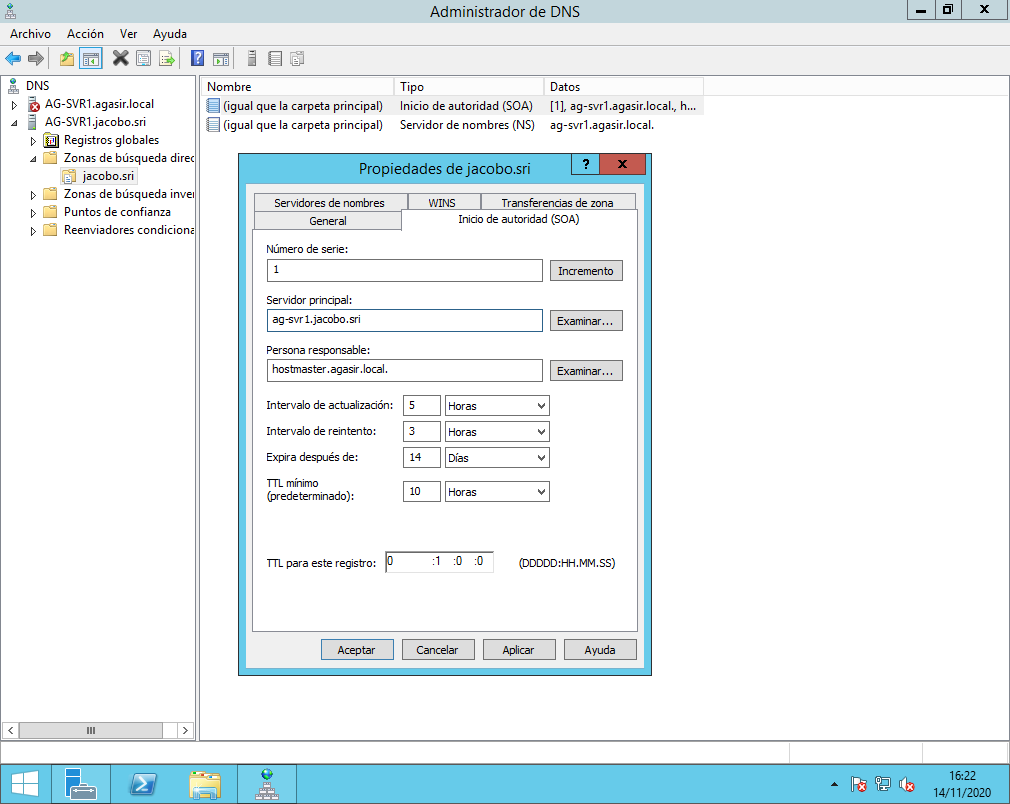 Administrador de DNS
Archivo Acción Ver Ayuda
DNS
AG-SVR1.agasir.local
AG-SVR1.jacobo.sri
Registros globales
Zonas de búsqueda direc
jacobo.sri
Zonas de búsqueda inver
Puntos de confianza
Reenviadores condiciona
Nombre Tipo Datos
(igual que la carpeta principal) Inicio de autoridad (SOA) [1], ag-svr1.agasir.local., h...
(igual que la carpeta principal) Servidor de nombres (NS) ag-svr1.agasir.local.
Propiedades de jacobo.sri
? X
Servidores de nombres WINS Transferencias de zona
General Inicio de autoridad (SOA)
Número de serie:
1 Incremento
Servidor principal:
ag-svr1.jacobo.sri Examinar...
Persona responsable:
hostmaster.agasir.local. Examinar...
Intervalo de actualización: 5 Horas
Intervalo de reintento: 3 Horas
Expira después de: 14 Días
TTL mínimo
(predeterminado): 10 Horas
TTL para este registro: 0 :1 :0 :0 (DDDDD:HH.MM.SS)
Aceptar Cancelar Aplicar Ayuda
16:22
14/11/2020